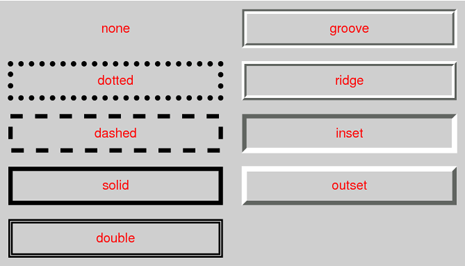 none
dotted
dashed
solid
double
groove
ridge
inset
outset